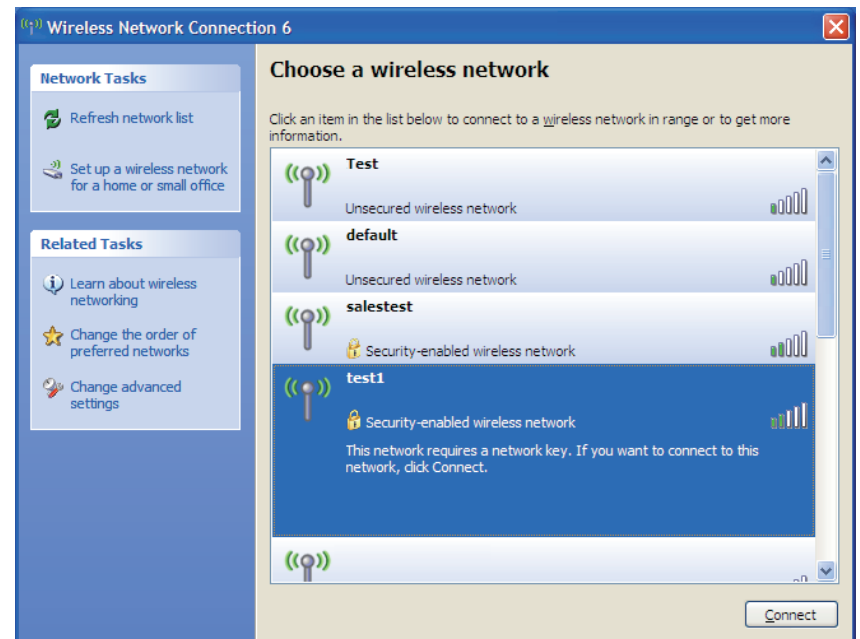 Wireless Network Connection 6
Network Tasks
Refresh network list
Set up a wireless network
for a home or small office
Related Tasks
Learn about wireless
networking
Change the order of
preferred networks
Change advanced
settings
Choose a wireless network
Click an item in the list below to connect to a wireless network in range or to get more
information.
Test
Unsecured wireless network
default
Unsecured wireless network
salestest
Security-enabled wireless network
test1
Security-enabled wireless network
This network requires a network key. If you want to connect to this
network, click Connect.
Connect